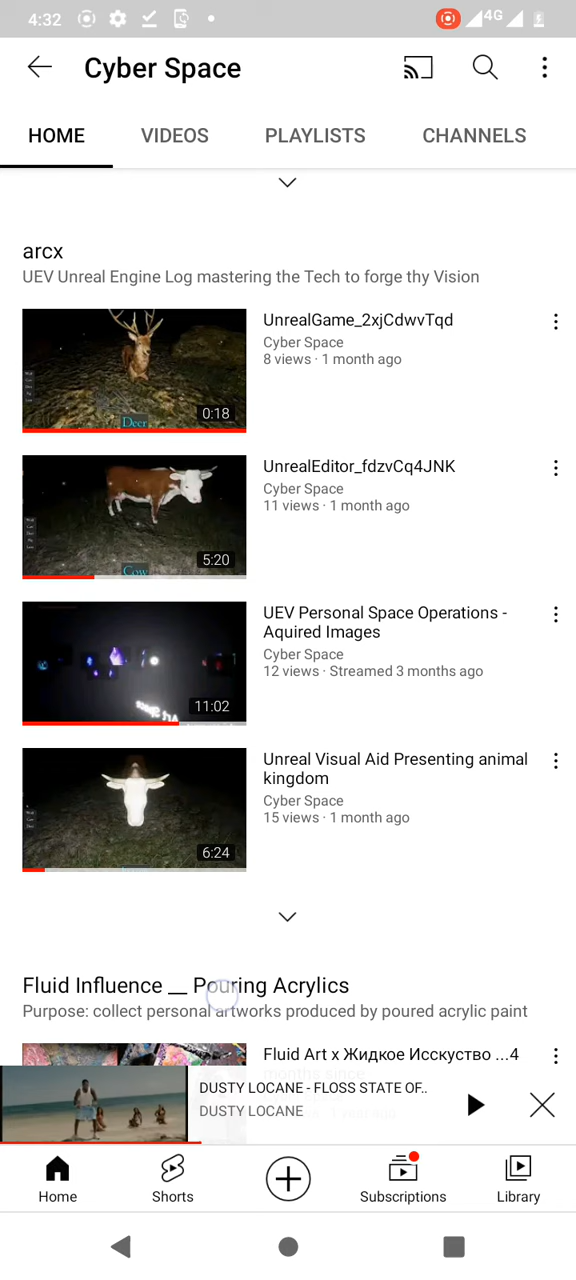 4:32
4G
Cyber Space
HOME
VIDEOS
PLAYLISTS
CHANNELS
arcx
UEV Unreal Engine Log mastering the Tech to forge thy Vision
UnrealGame_2xjCdwvTqd
Cyber Space
8 views · 1 month ago
Deer
0:18
UnrealEditor_fdzvCq4JNK
Cyber Space
11 views · 1 month ago
5:20
Cow
UEV Personal Space Operations -
Aquired Images
Cyber Space
12 views · Streamed 3 months ago
11:02
Unreal Visual Aid Presenting animal
kingdom
Cyber Space
15 views · 1 month ago
6:24
Fluid Influence __ Pouring Acrylics
Purpose: collect personal artworks produced by poured acrylic paint
Fluid Art x Жидкое Исскуство ...4
months since
DUSTY LOCANE - FLOSS STATE OF..
DUSTY LOCANE
Home
Shorts
Subscriptions
Library